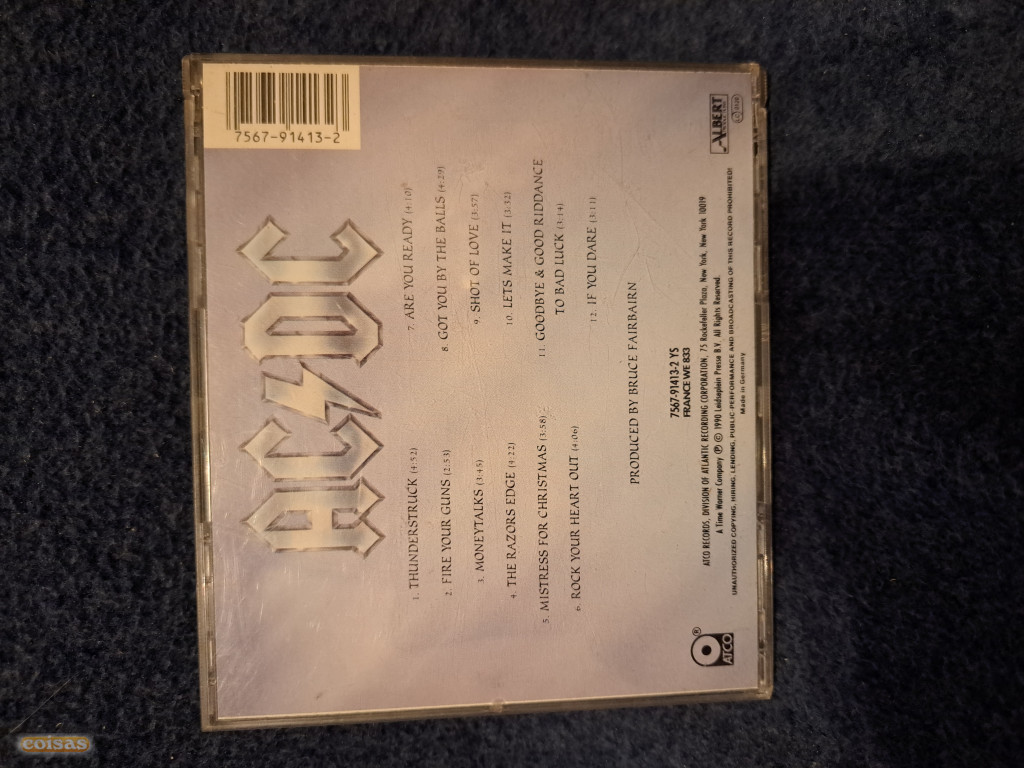 7567-91413-2
AC DC
1. THUNDERSTRUCK (4:52)
2. FIRE YOUR GUNS (2:53)
3. MONEYTALKS (3:45)
4. THE RAZORS EDGE (4:22)
5. MISTRESS FOR CHRISTMAS (3:58)
6. ROCK YOUR HEART OUT (4:06)
7. ARE YOU READY (4:10)
8. GOT YOU BY THE BALLS (4:29)
9. SHOT OF LOVE (3:57)
10. LETS MAKE IT (3:32)
11. GOODBYE & GOOD RIDDANCE
TO BAD LUCK (3:14)
12. IF YOU DARE (3:11)
PRODUCED BY BRUCE FAIRBAIRN
7567-91413-2 YS
FRANCE WE 833
ATCO RECORDS, DIVISION OF ATLANTIC RECORDING CORPORATION, 75 Rockefeller Plaza, New York, New York 10019
A Time Warner Company ℗ © 1990 Leidseplein Presse B.V. All Rights Reserved.
UNAUTHORIZED COPYING, HIRING, LENDING, PUBLIC PERFORMANCE AND BROADCASTING OF THIS RECORD PROHIBITED!
Made in Germany
ATCO ®
ALBERT
coisas